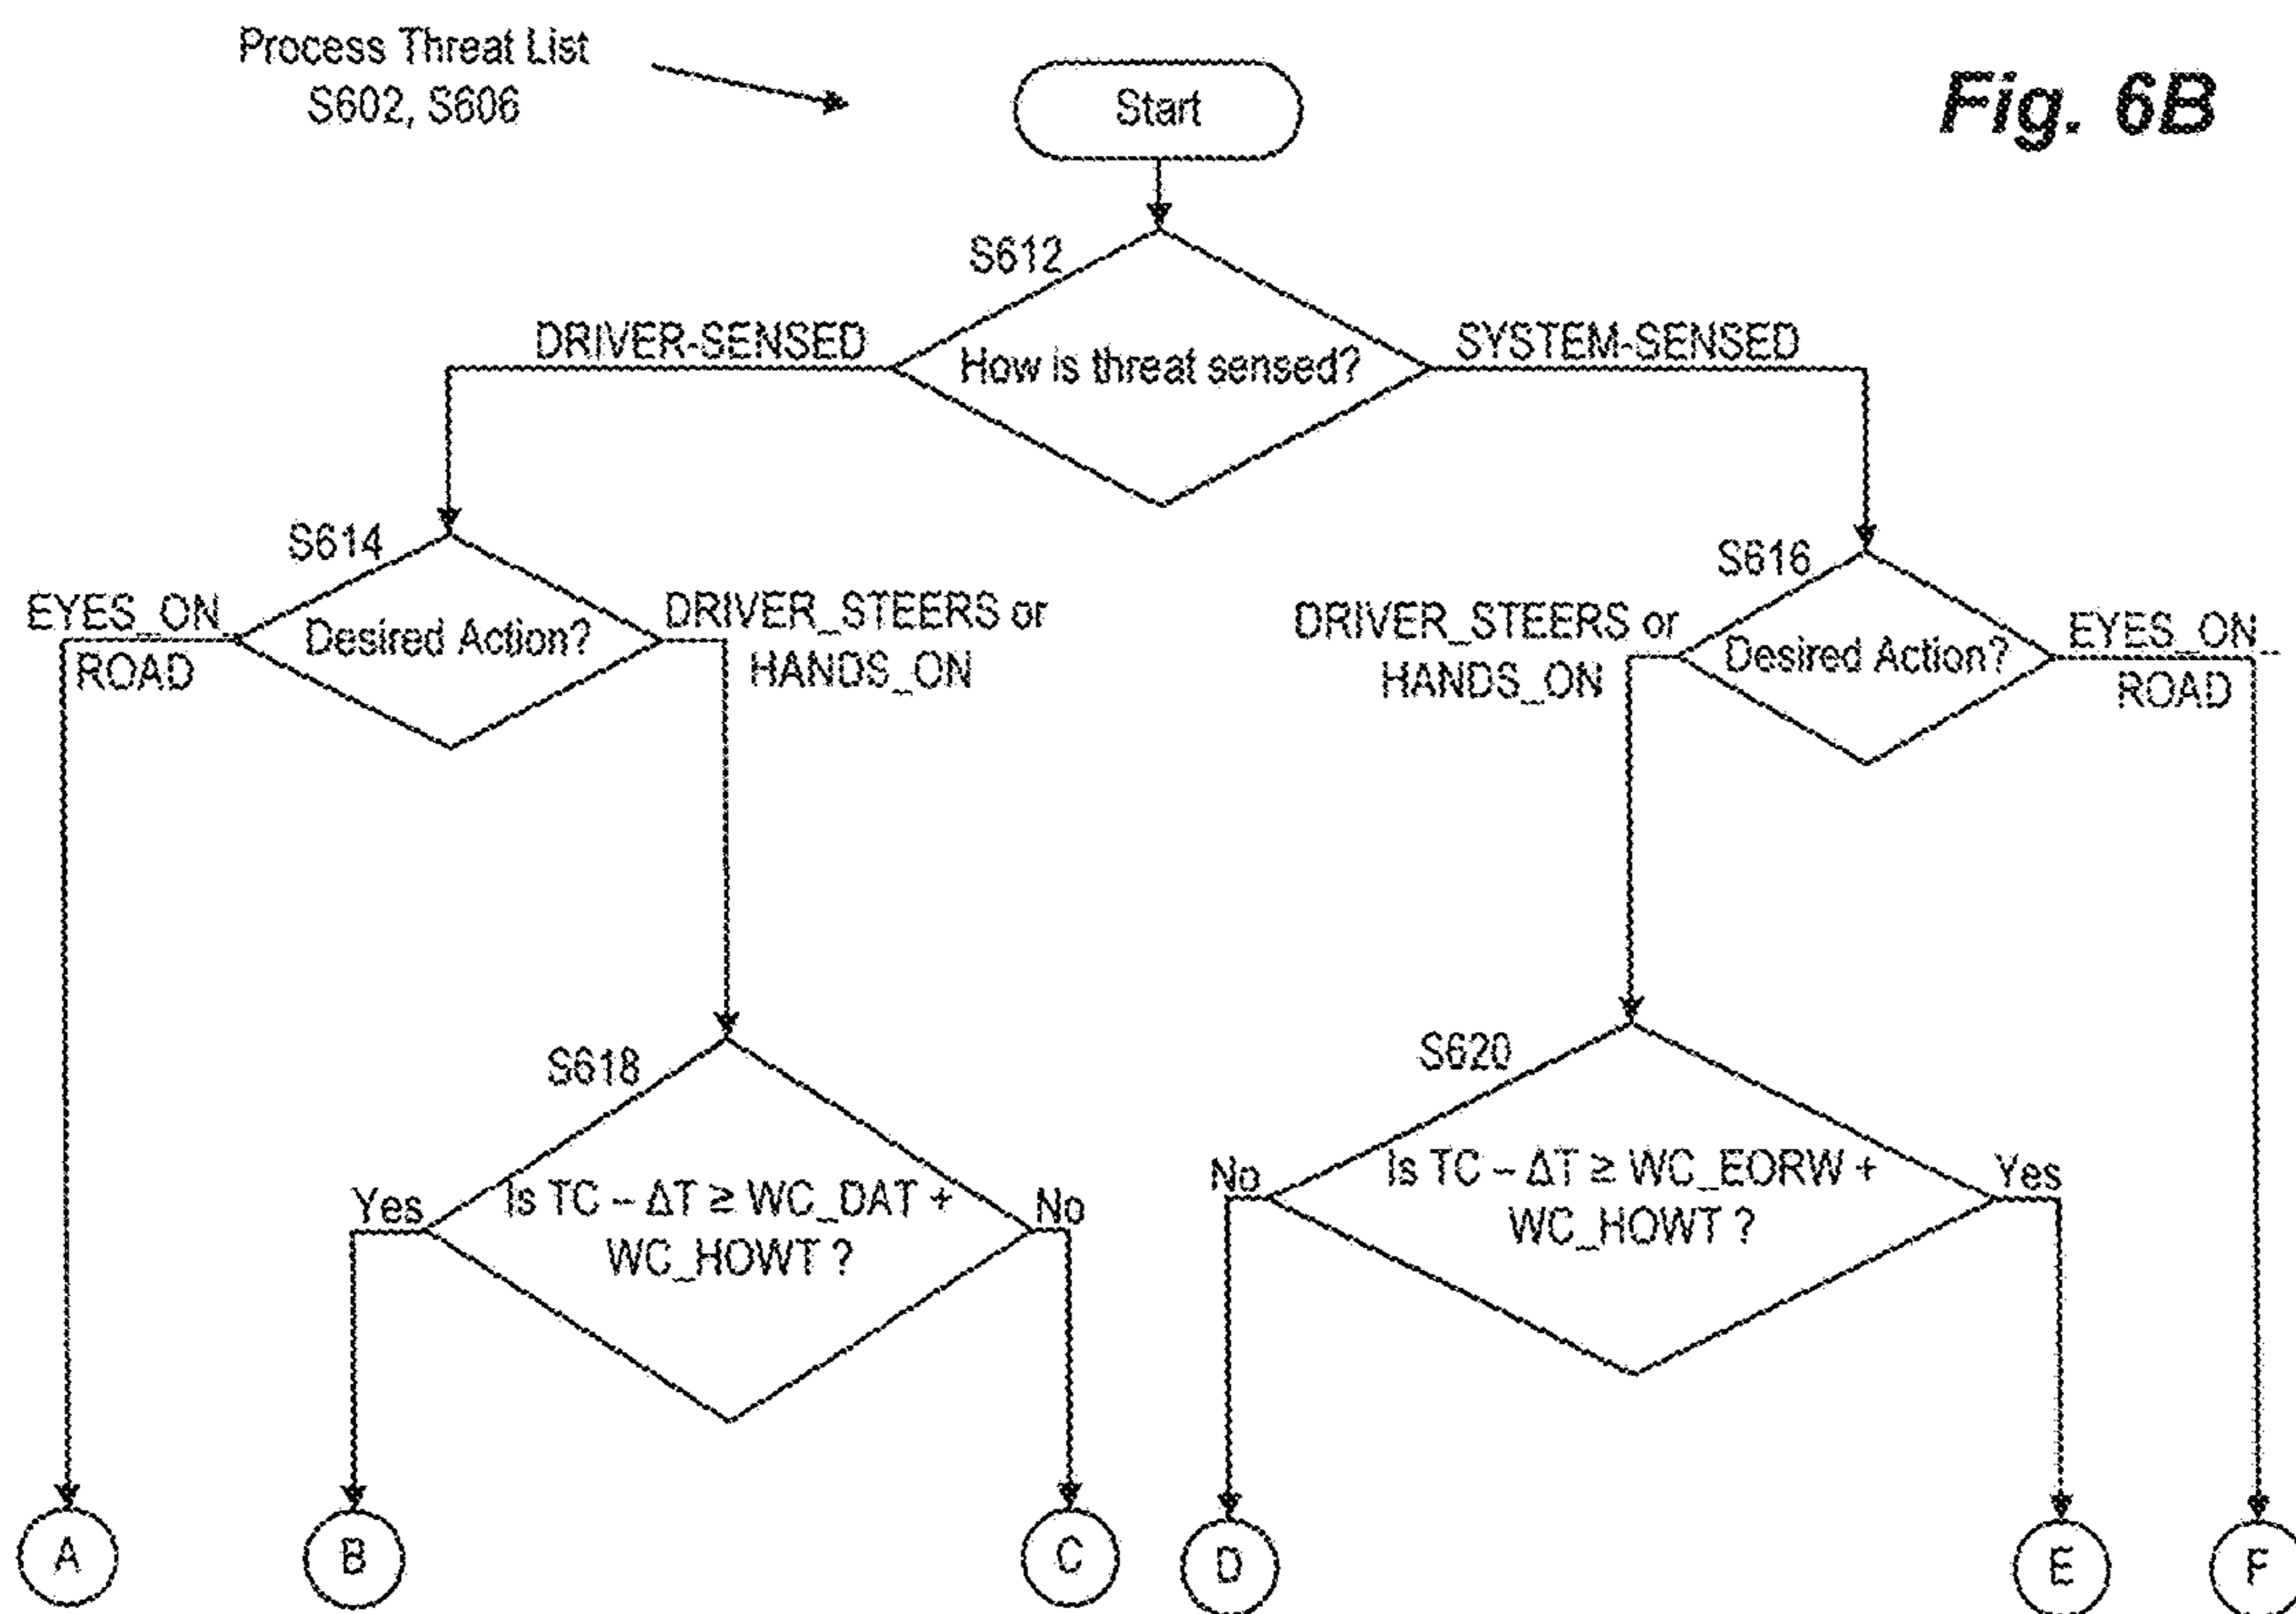 Process Threat List
S602, S606
Start
Fig. 6B
S612
DRIVER-SENSED
How is threat sensed?
SYSTEM-SENSED
S614
EYES_ON_
ROAD
Desired Action?
DRIVER_STEERS or
HANDS_ON
S616
DRIVER_STEERS or
HANDS_ON
Desired Action?
EYES_ON_
ROAD
S618
Yes
Is TC – ΔT ≥ WC_DAT +
WC_HOWT ?
No
S620
No
Is TC – ΔT ≥ WC_EORW +
WC_HOWT ?
Yes
A
B
C
D
E
F